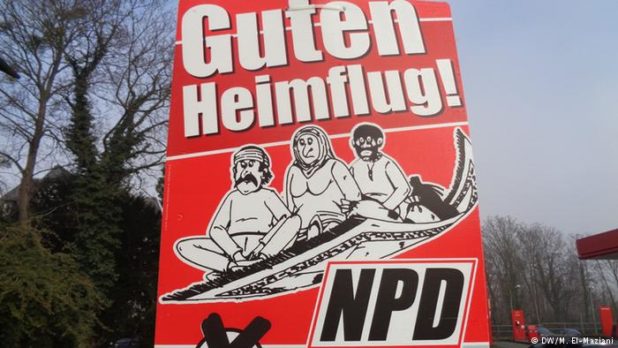 Guten
Heimflug!
NPD
© DW/M. El-Maziani